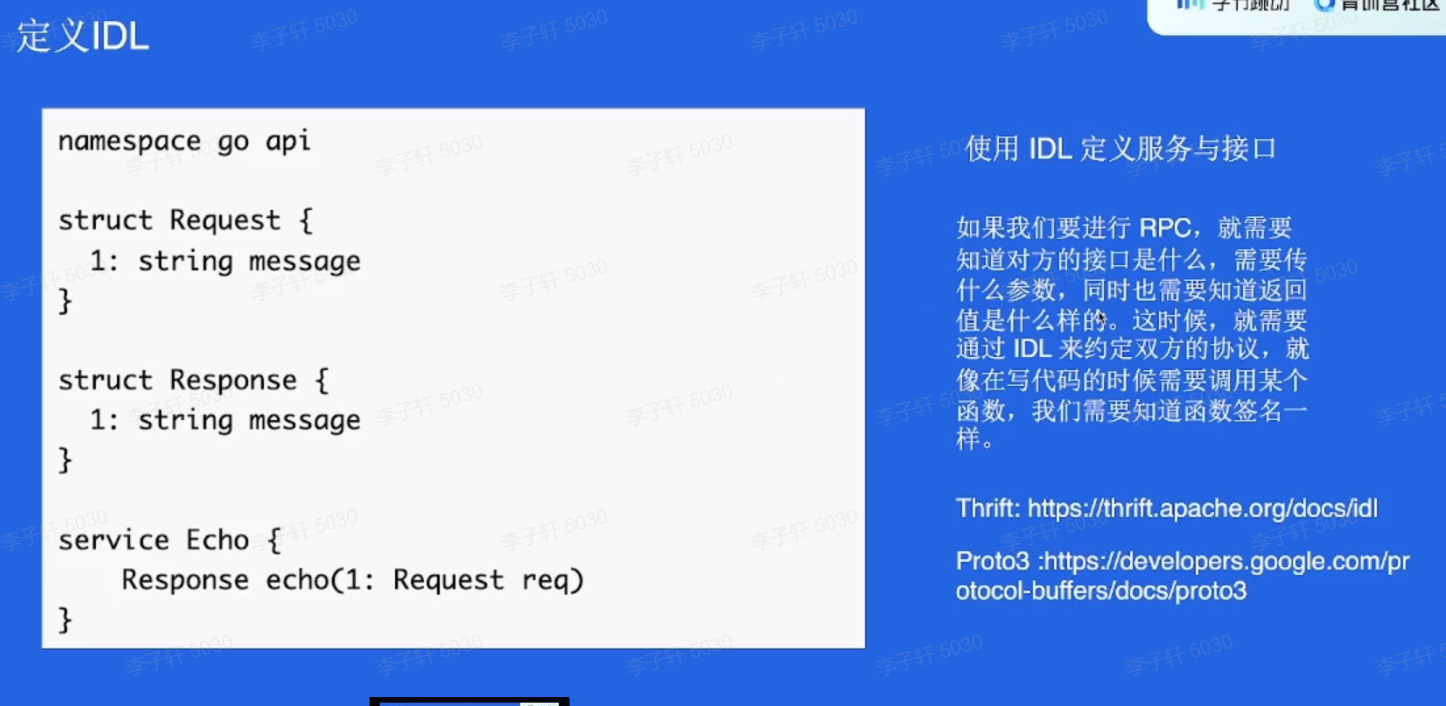 定义IDL
字节跳动 青训营社区
namespace go api
struct Request {
1: string message
}
struct Response {
1: string message
}
service Echo {
Response echo(1: Request req)
}
使用 IDL 定义服务与接口
如果我们要进行 RPC，就需要
知道对方的接口是什么，需要传
什么参数，同时也需要知道返回
值是什么样的。这时候，就需要
通过 IDL 来约定双方的协议，就
像在写代码的时候需要调用某个
函数，我们需要知道函数签名一
样。
Thrift: https://thrift.apache.org/docs/idl
Proto3 :https://developers.google.com/pr
otocol-buffers/docs/proto3
李子轩 5030